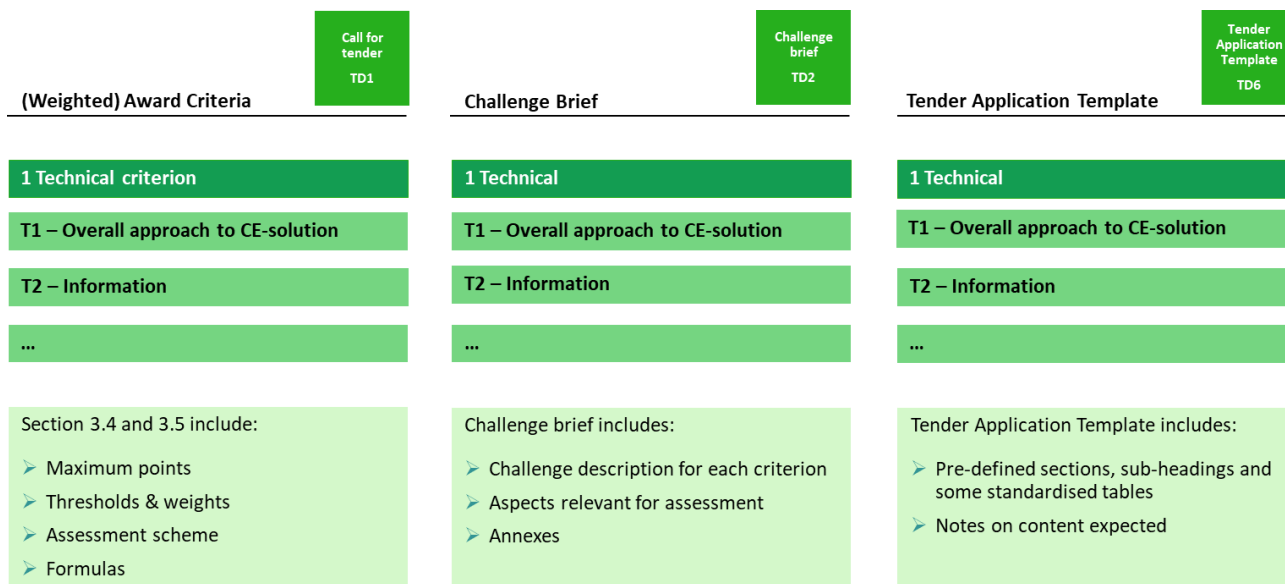 Call for
tender
TD1
(Weighted) Award Criteria
1 Technical criterion
T1 – Overall approach to CE-solution
T2 – Information
...
Section 3.4 and 3.5 include:
Maximum points
Thresholds & weights
Assessment scheme
Formulas
Challenge
brief
TD2
Challenge Brief
1 Technical
T1 – Overall approach to CE-solution
T2 – Information
...
Challenge brief includes:
Challenge description for each criterion
Aspects relevant for assessment
Annexes
Tender
Application
Template
TD6
Tender Application Template
1 Technical
T1 – Overall approach to CE-solution
T2 – Information
...
Tender Application Template includes:
Pre-defined sections, sub-headings and
some standardised tables
Notes on content expected